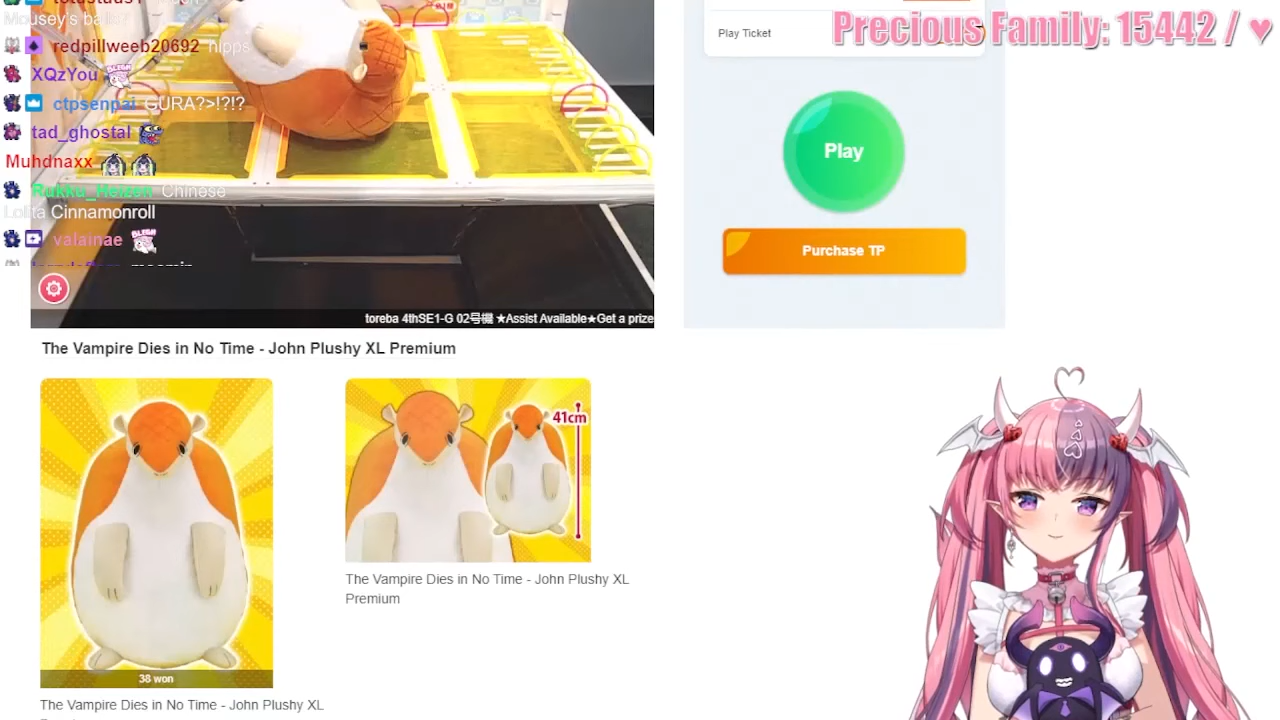 Mousey's balls?
redpillweeb20692 hipps
XQzYou
ctpsenpai GURA?>!?!?
tad_ghostal
Muhdnaxx
Rukku_Heizen Chinese
Lolita Cinnamonroll
valainae
toreba 4thSE1-G 02号機 ★Assist Available★Get a prize
Play Ticket
Precious Family: 15442 / ♥
Play
Purchase TP
The Vampire Dies in No Time - John Plushy XL Premium
38 won
The Vampire Dies in No Time - John Plushy XL
41cm
The Vampire Dies in No Time - John Plushy XL
Premium